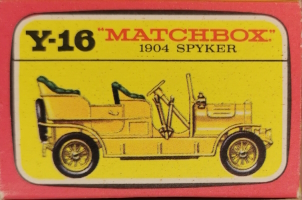 Y-16 "MATCHBOX"
1904 SPYKER